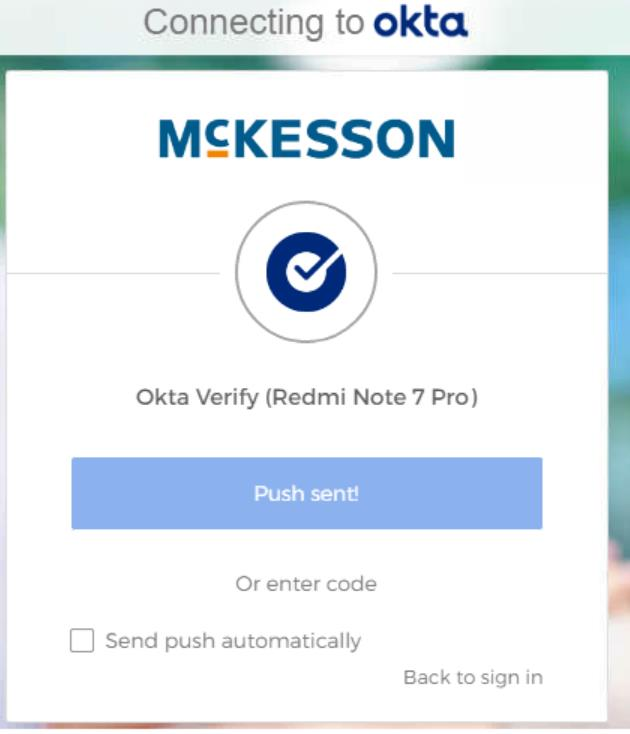 Connecting to okta
MCKESSON
Okta Verify (Redmi Note 7 Pro)
Push sent!
Or enter code
Send push automatically
Back to sign in